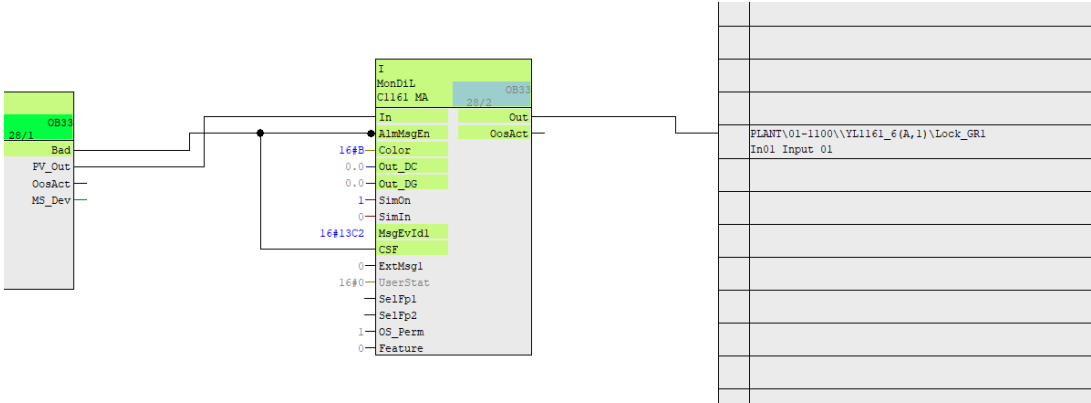 OB33
28/1
Bad
PV_Out
OosAct
MS_Dev
I
MonDiL
C1161 MA
OB33
28/2
In
Out
AlmMsgEn
OosAct
16#B
Color
0.0
Out_DC
0.0
Out_DG
1
SimOn
0
SimIn
16#13C2
MsgEvId1
CSF
0
ExtMsg1
16#0
UserStat
SelFp1
SelFp2
1
OS_Perm
0
Feature
PLANT\01-1100\\YL1161_6(A,1)\Lock_GR1
In01 Input 01